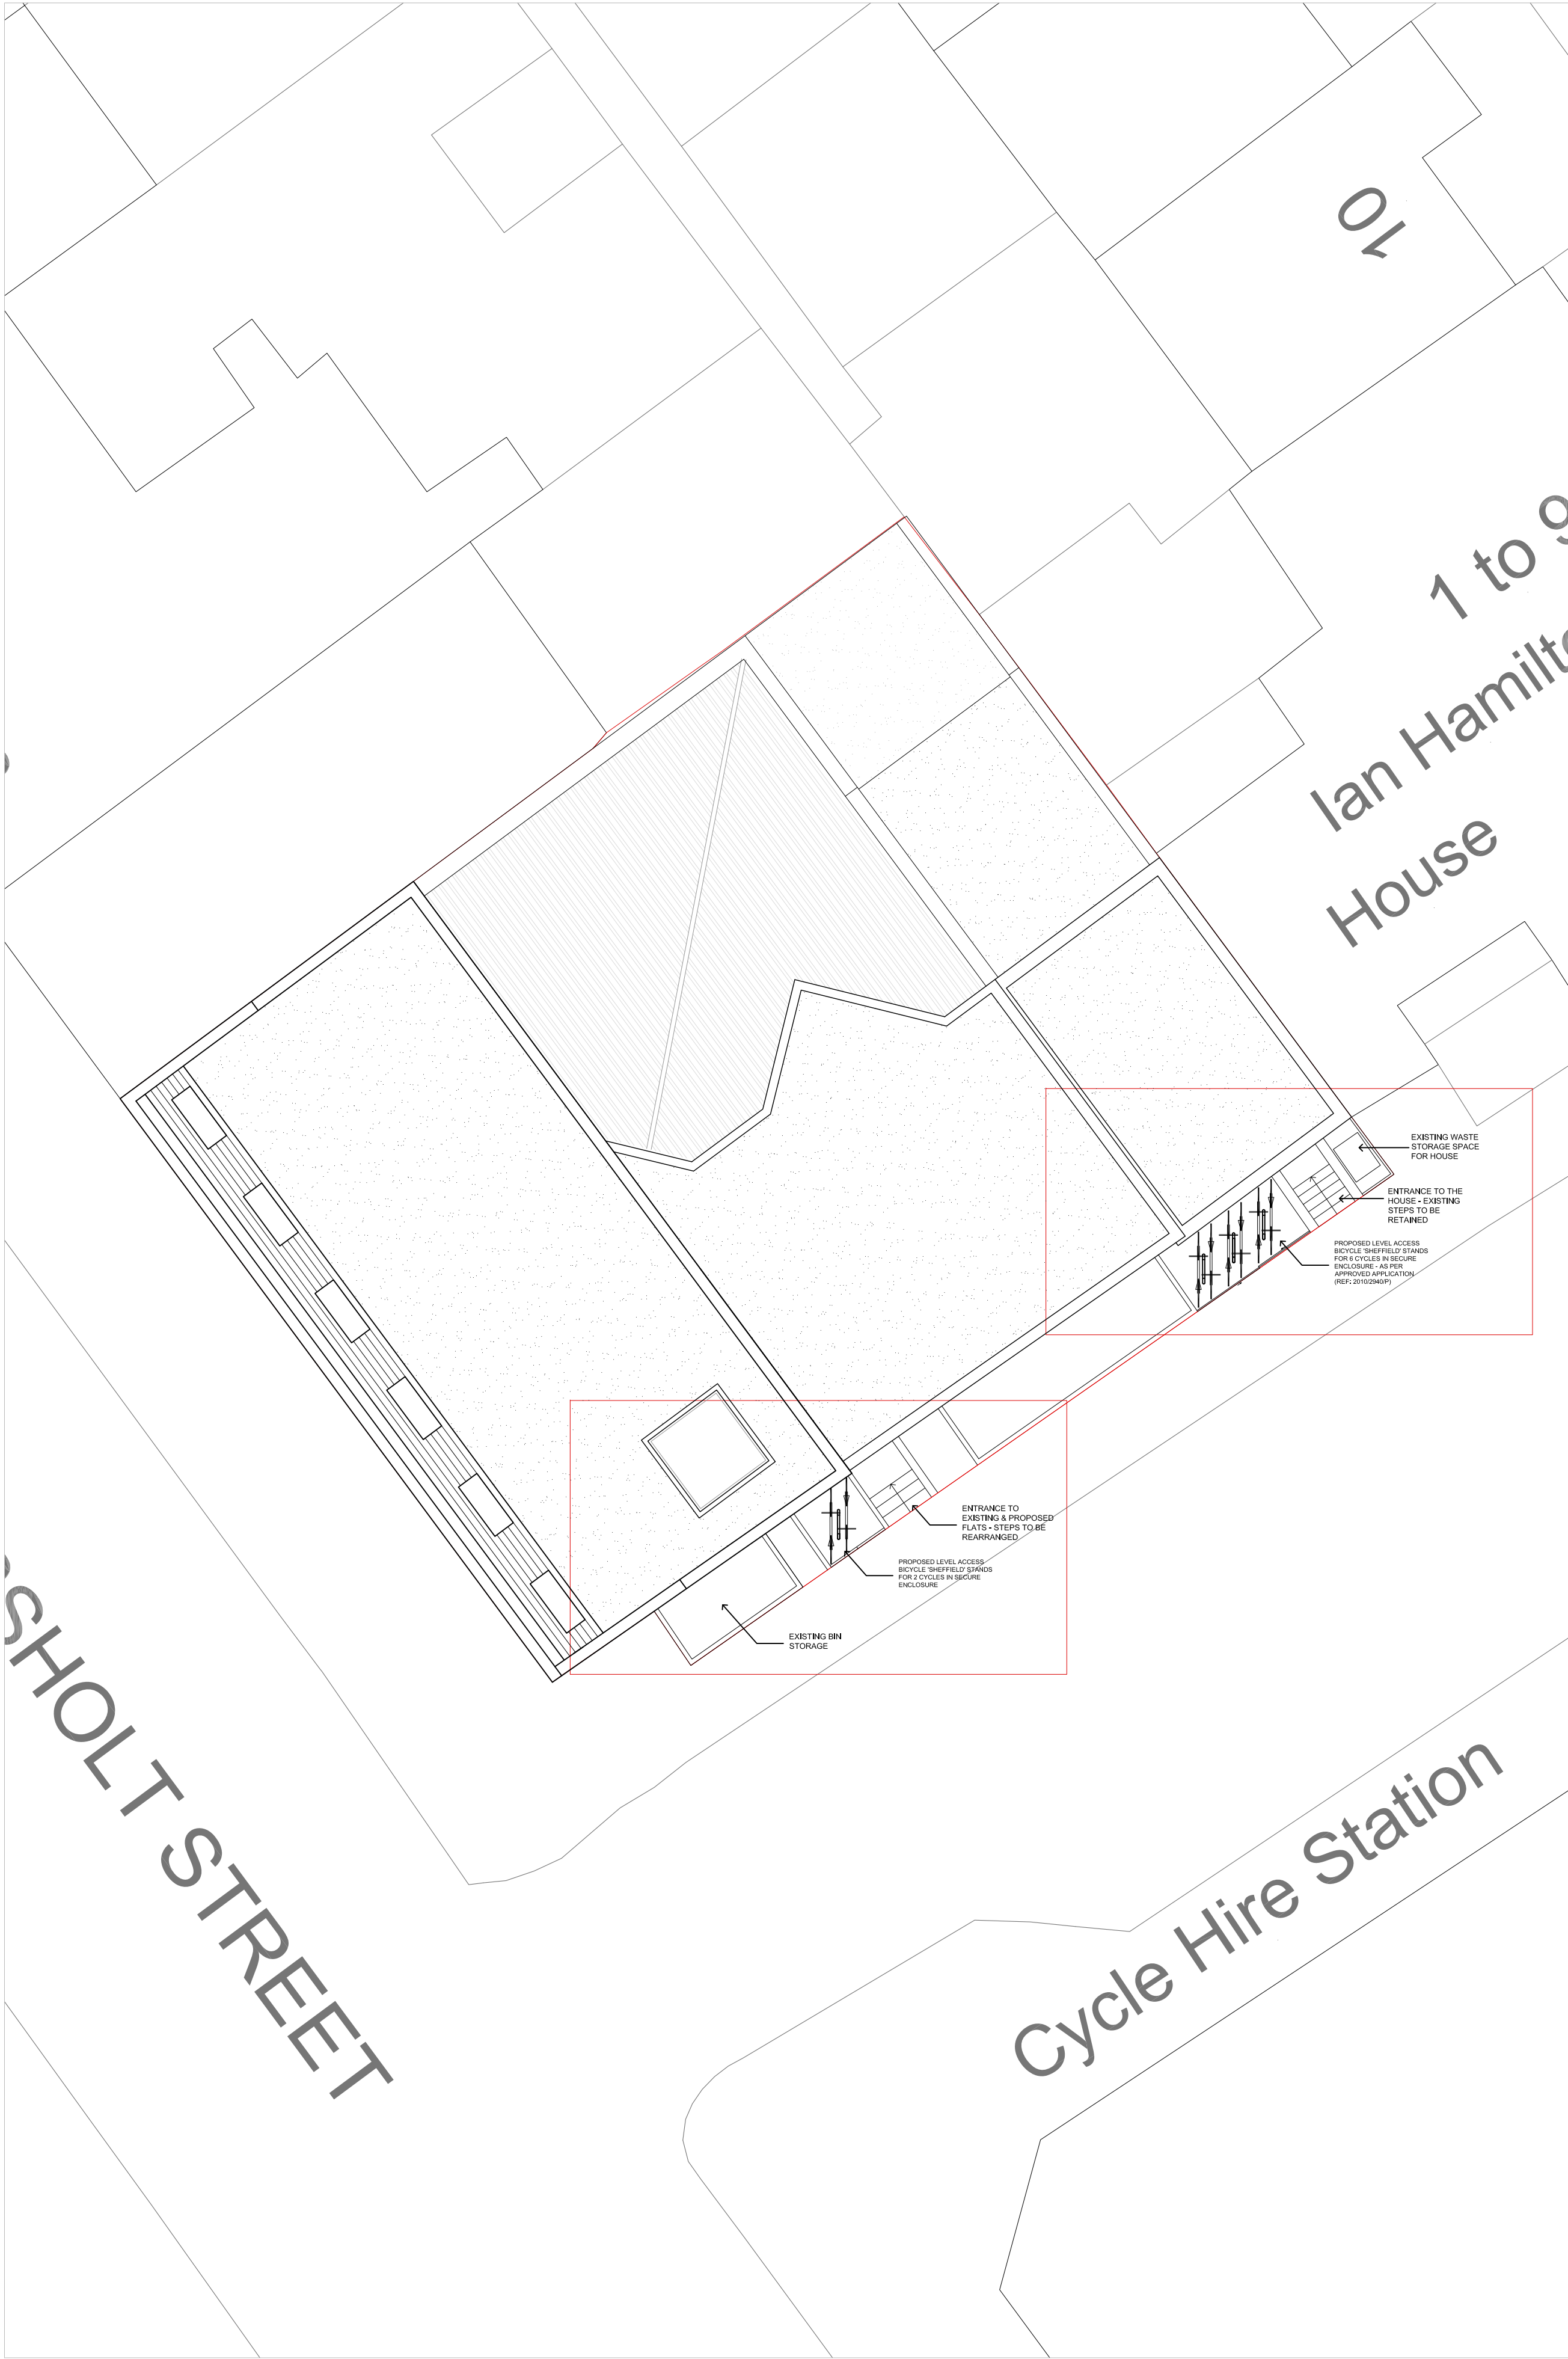 10
1 to 9
Ian Hamilto
House
EXISTING WASTE
STORAGE SPACE
FOR HOUSE
ENTRANCE TO THE
HOUSE - EXISTING
STEPS TO BE
RETAINED
PROPOSED LEVEL ACCESS
BICYCLE 'SHEFFIELD' STANDS
FOR 6 CYCLES IN SECURE
ENCLOSURE - AS PER
APPROVED APPLICATION
(REF: 2010/2940/P)
ENTRANCE TO
EXISTING & PROPOSED
FLATS - STEPS TO BE
REARRANGED
PROPOSED LEVEL ACCESS
BICYCLE 'SHEFFIELD' STANDS
FOR 2 CYCLES IN SECURE
ENCLOSURE
EXISTING BIN
STORAGE
SHOLT STREET
Cycle Hire Station